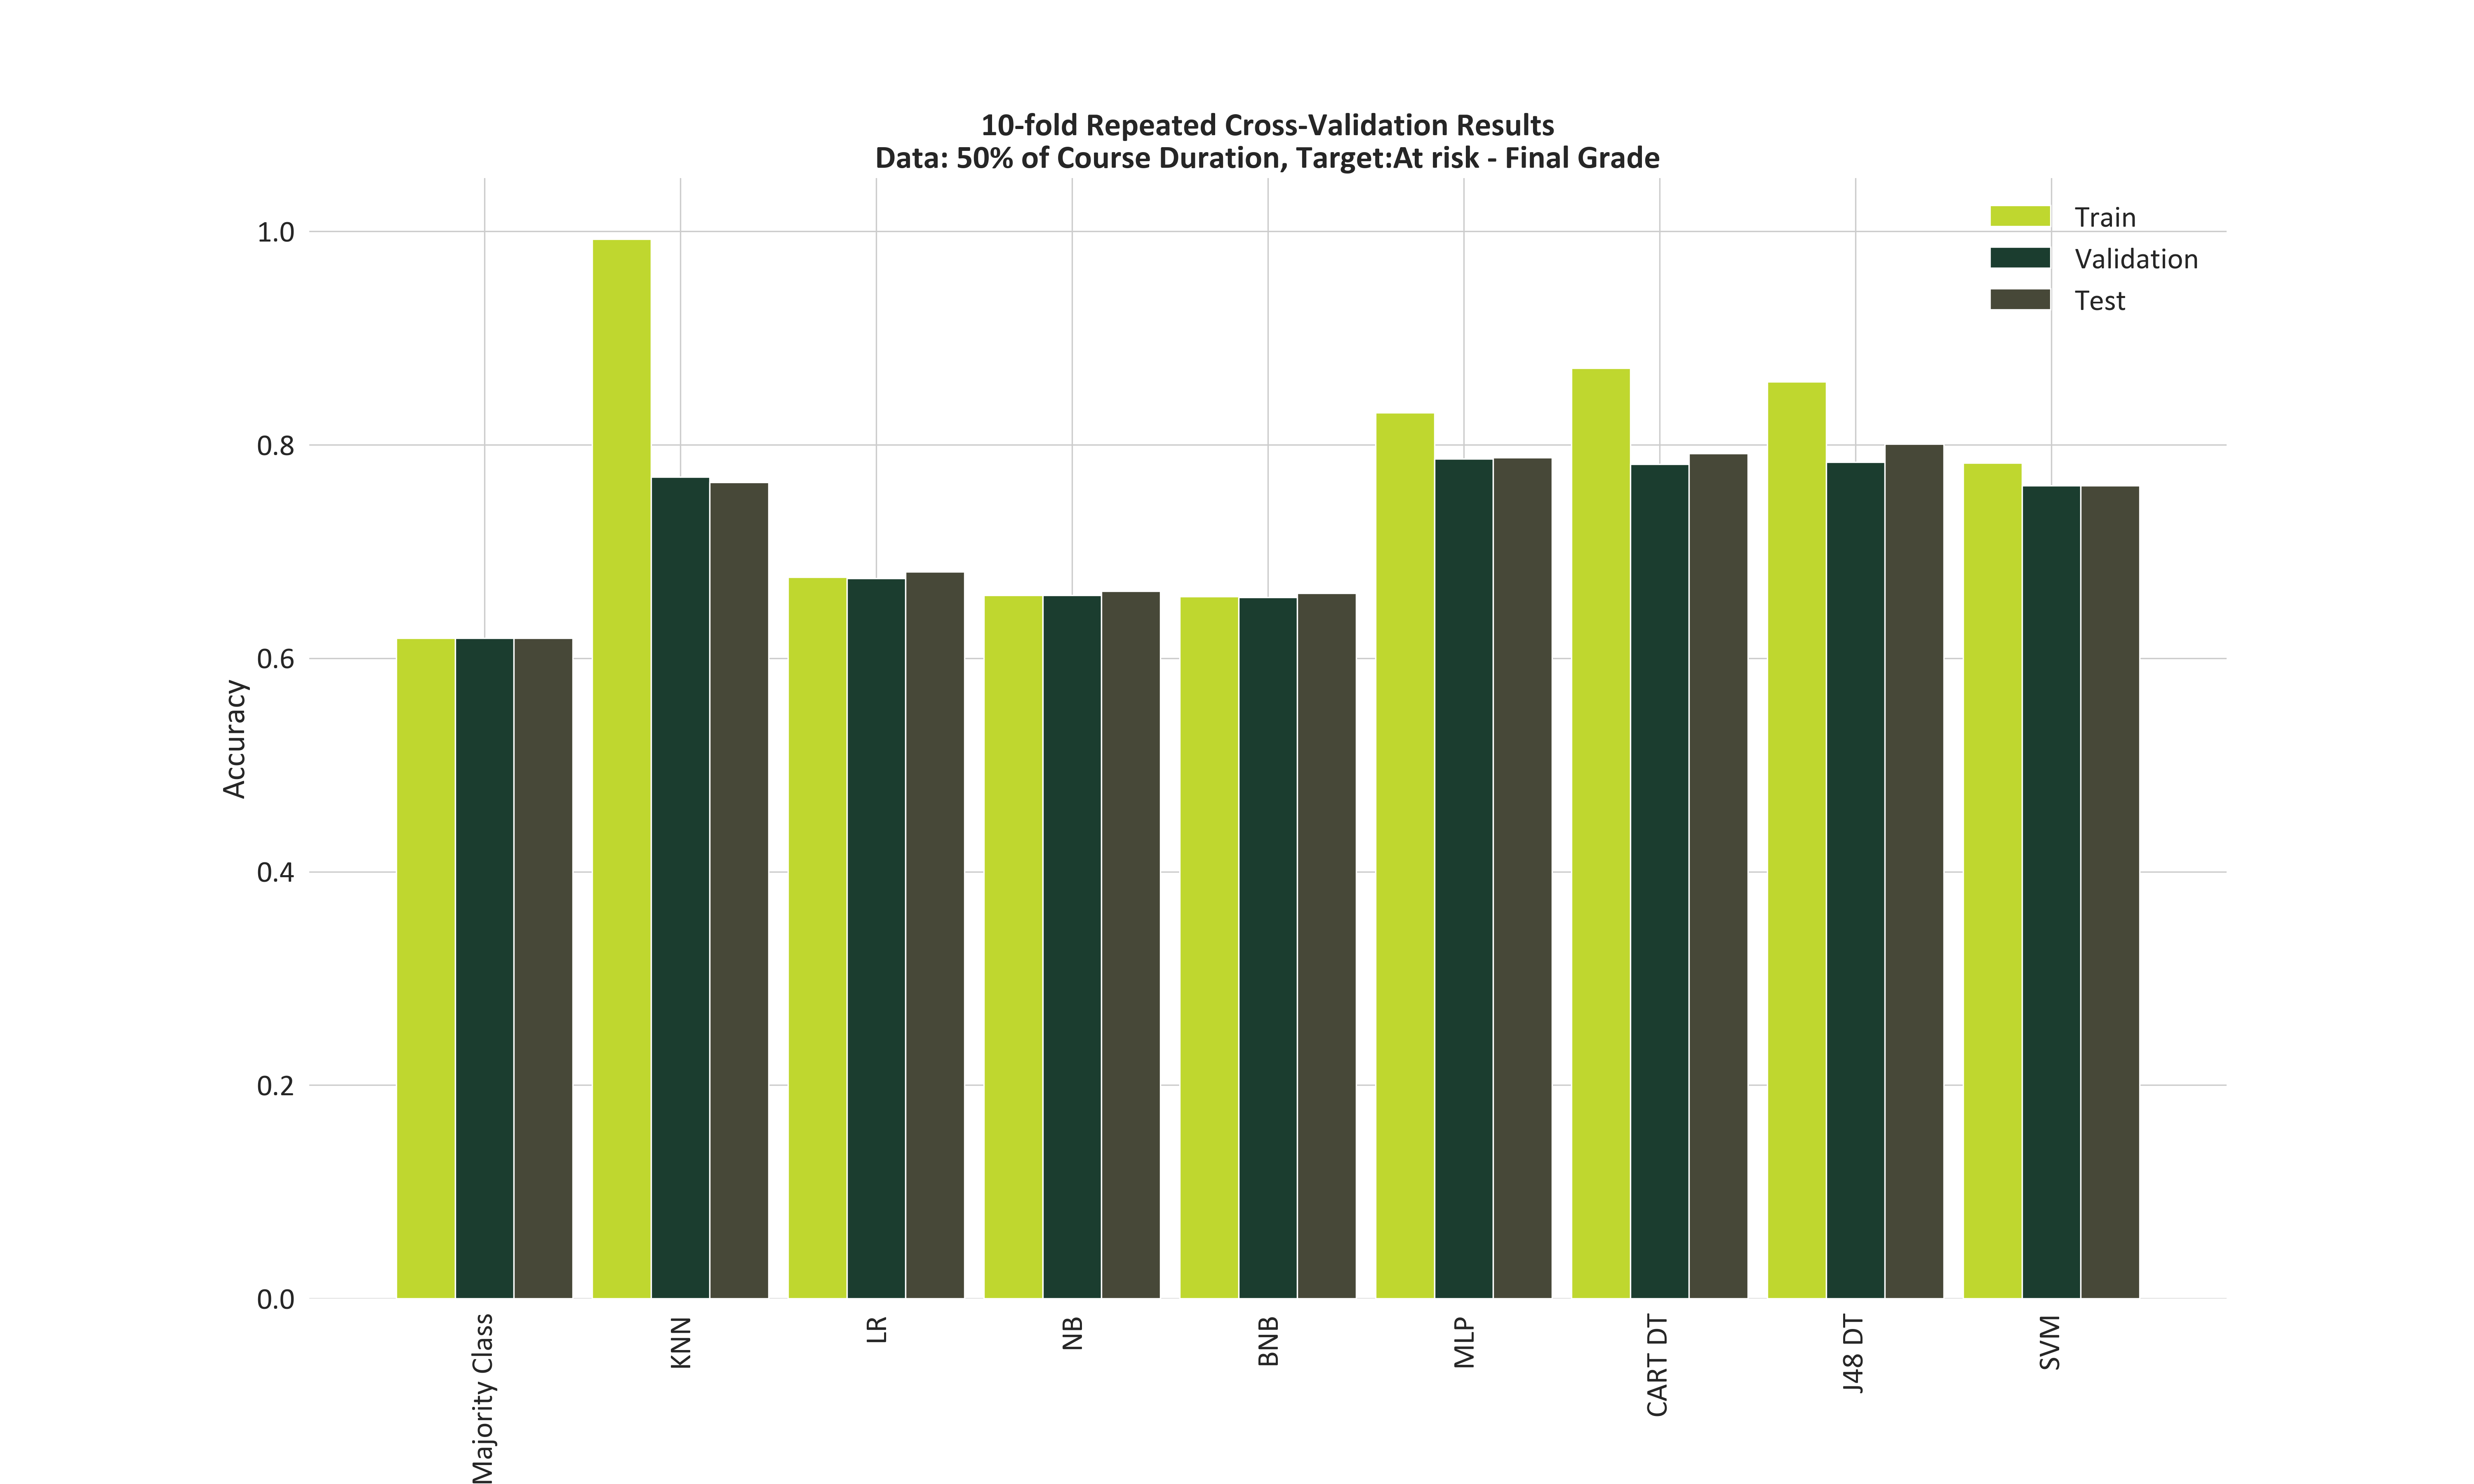 10-fold Repeated Cross-Validation Results
Data: 50% of Course Duration, Target:At risk - Final Grade
Train
Validation
Test
1.0
0.8
0.6
0.4
0.2
0.0
Accuracy
Majority Class
KNN
LR
NB
BNB
MLP
CART DT
J48 DT
SVM